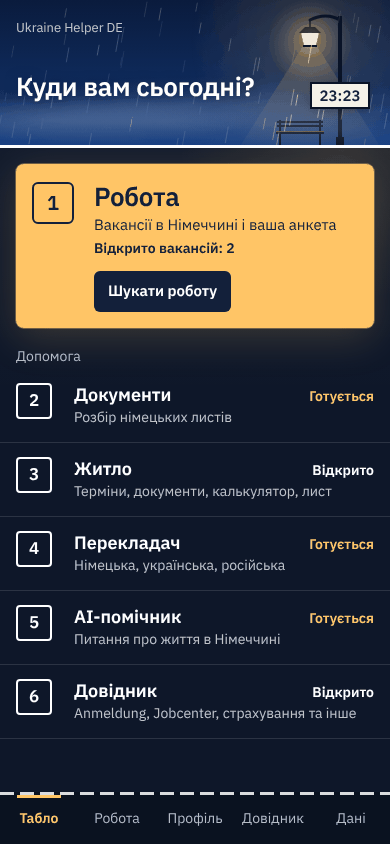 Ukraine Helper DE
Куди вам сьогодні?
23:23
1
Робота
Вакансії в Німеччині і ваша анкета
Відкрито вакансій: 2
Шукати роботу
Допомога
2
Документи
Готується
Розбір німецьких листів
3
Житло
Відкрито
Терміни, документи, калькулятор, лист
4
Перекладач
Готується
Німецька, українська, російська
5
AI-помічник
Готується
Питання про життя в Німеччині
6
Довідник
Відкрито
Anmeldung, Jobcenter, страхування та інше
Табло Робота Профіль Довідник Дані